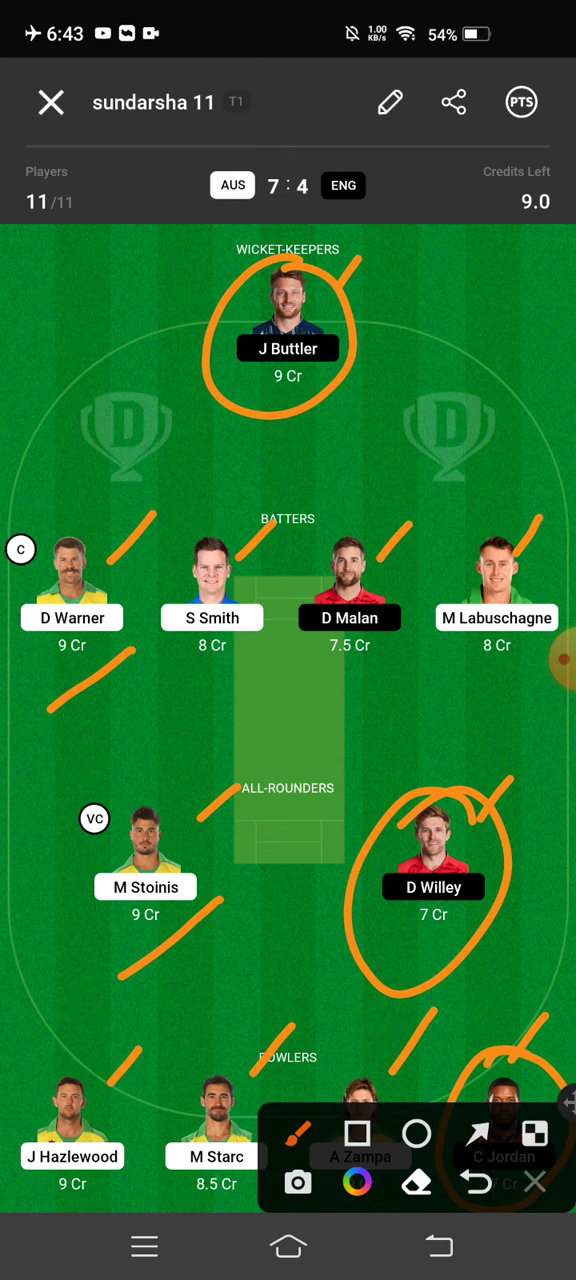 6:43 1.00 KB/s 54%
sundarsha 11 T1 PTS
Players Credits Left
11/11 AUS 7 : 4 ENG 9.0
WICKET-KEEPERS
J Buttler
9 Cr
D D
BATTERS
C
D Warner S Smith D Malan M Labuschagne
9 Cr 8 Cr 7.5 Cr 8 Cr
ALL-ROUNDERS
VC
M Stoinis D Willey
9 Cr 7 Cr
BOWLERS
J Hazlewood M Starc A Zampa C Jordan
9 Cr 8.5 Cr 7 Cr